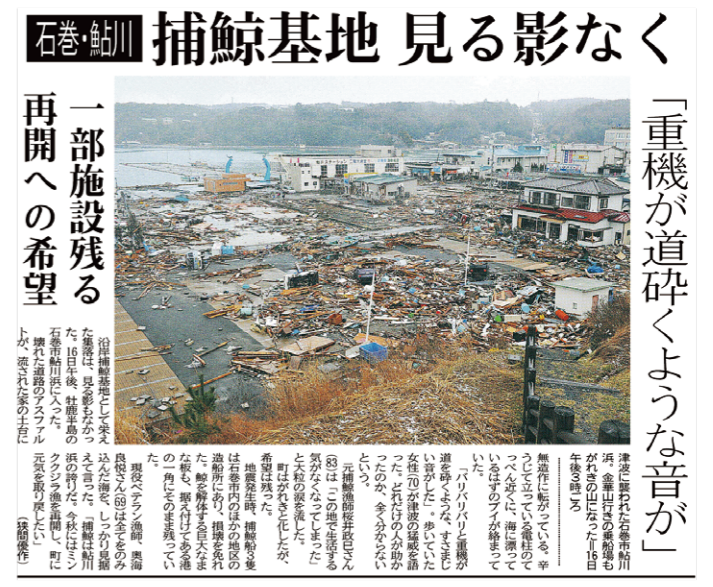 石巻・鮎川
捕鯨基地 見る影なく
「重機が道砕くような音が」
一部施設残る
再開への希望
津波に襲われた石巻市鮎川
浜。金華山行きの乗船場も
がれきの山になった＝16日
午後3時ごろ
沿岸捕鯨基地として栄え
た集落は、見る影もなかっ
た。16日午後、牡鹿半島の
石巻市鮎川浜に入った。
壊れた道路のアスファル
トが、流された家の土台に
無造作に転がっている。辛
うじて立っている電柱のて
っぺん近くに、海に漂って
いるはずのブイが絡まって
いた。
「バリバリバリと重機が
道を砕くような、すさまじ
い音がした」。歩いていた
女性(70)が津波の猛威を語
った。どれだけの人が助か
ったのか、全く分からない
という。
元捕鯨漁師桜井政巳さん
(83)は「この地で生活する
気がなくなってしまった」
と大粒の涙を流した。
町はがれきと化したが、
希望は残った。
地震発生時、捕鯨船3隻
は石巻市内のほかの地区の
造船所にあり、損壊を免れ
た。鯨を解体する巨大なま
な板も、据え付けてある港
の一角にそのまま残ってい
た。
現役ベテラン漁師、奥海
良悦さん(69)は全てをのみ
込んだ海を、しっかり見据
えて言った。「捕鯨は鮎川
浜の誇りだ。今秋にはミン
ククジラ漁を再開し、町に
元気を取り戻したい」
(狭間優作)